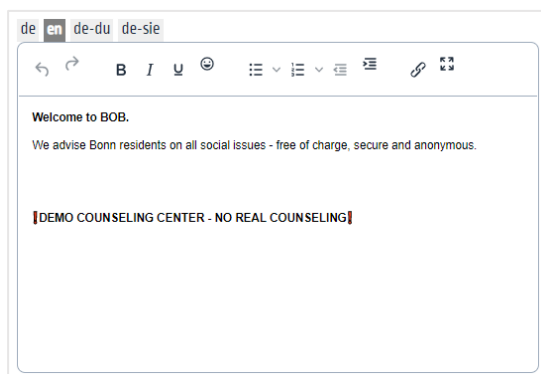 de en de-du de-sie
B I U
Welcome to BOB.
We advise Bonn residents on all social issues - free of charge, secure and anonymous.
DEMO COUNSELING CENTER - NO REAL COUNSELING